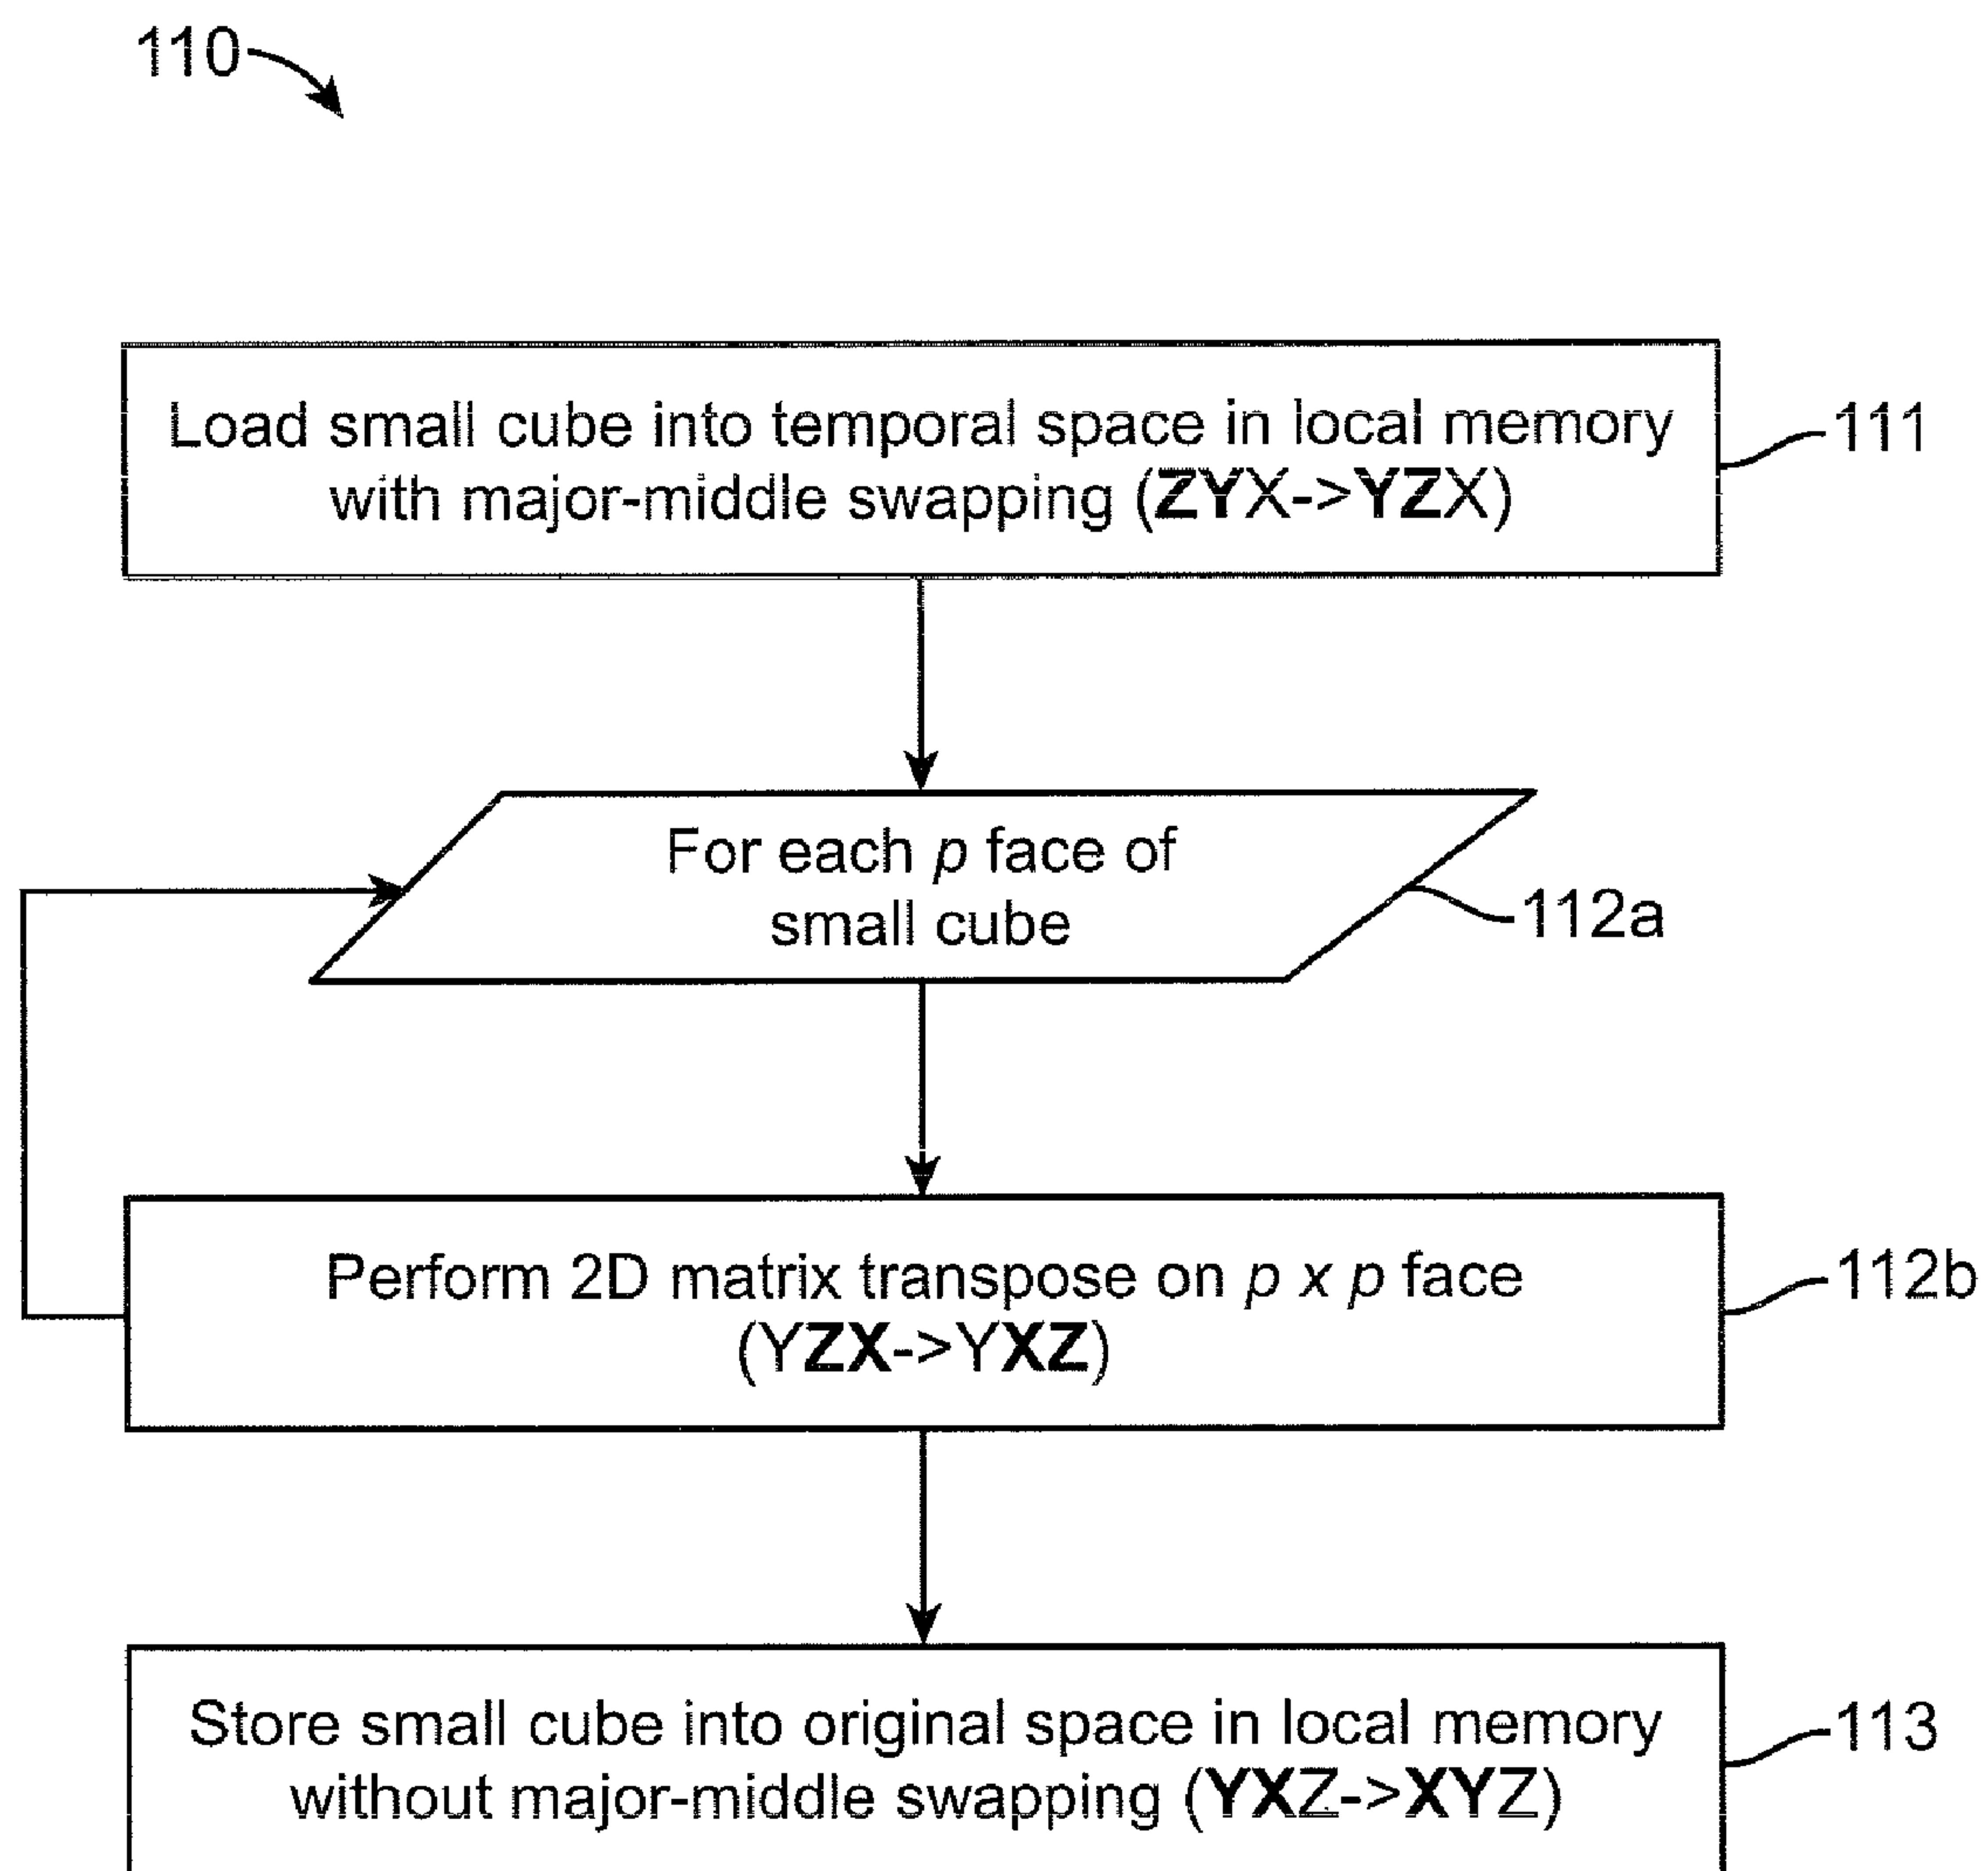 110
Load small cube into temporal space in local memory
with major-middle swapping (ZYX->YZX)
111
For each p face of
small cube
112a
Perform 2D matrix transpose on p x p face
(YZX->YXZ)
112b
Store small cube into original space in local memory
without major-middle swapping (YXZ->XYZ)
113